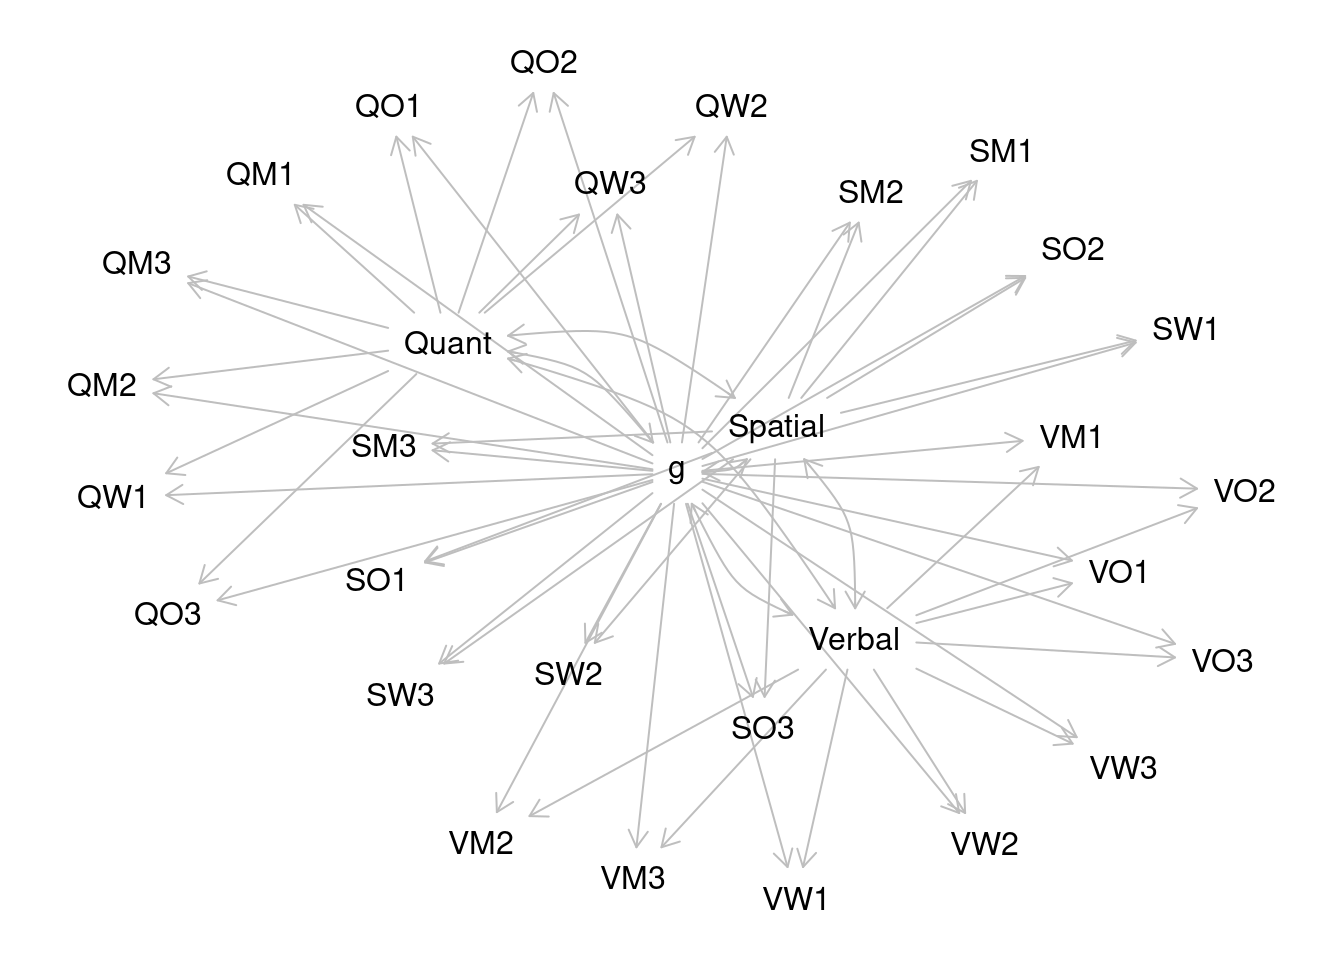 QO2
QO1
QW2
SM1
QM1
QW3
SM2
SO2
QM3
SW1
Quant
QM2
Spatial
VM1
SM3
g
QW1
VO2
VO1
SO1
QO3
Verbal
VO3
SW2
SW3
SO3
VW3
VM2
VW2
VM3
VW1